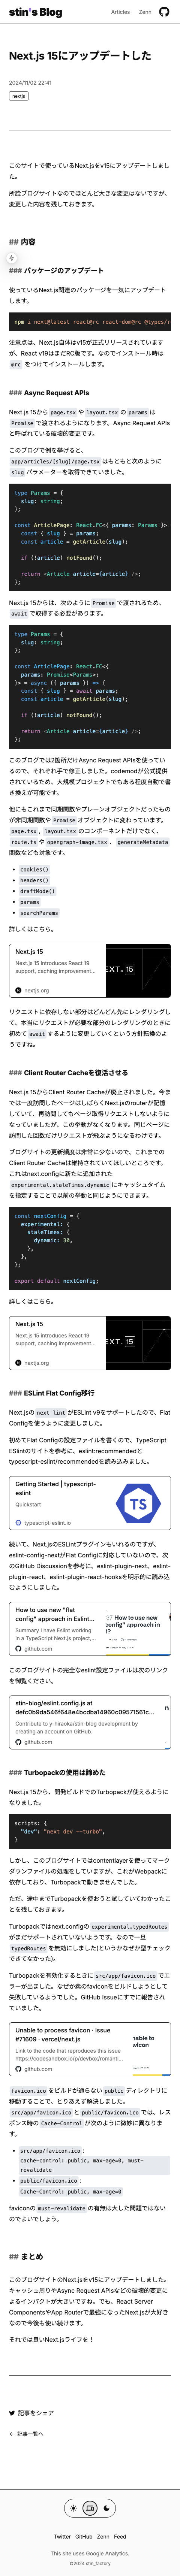 stin's Blog
Articles Zenn
Next.js 15にアップデートした
2024/11/02 22:41
nextjs
このサイトで使っているNext.jsをv15にアップデートしまし
た。
所設ブログサイトなのでほとんど大きな変更はないですが、
変更した内容を残しておきます。
## 内容
### パッケージのアップデート
使っているNext.js関連のパッケージを一気にアップデート
します。
npm i next@latest react@rc react-dom@rc @types/r
注意点は、Next.js自体はv15が正式リリースされています
が、React v19はまだRC版です。なのでインストール時は
@rc をつけてインストールします。
### Async Request APIs
Next.js 15から page.tsx や layout.tsx の params は
Promise で渡されるようになります。Async Request APIs
と呼ばれている破壊的変更です。
このブログで例を挙げると、
app/articles/[slug]/page.tsx はもともと次のように
slug パラメーターを取得できていました。
type Params = {
slug: string;
};
const ArticlePage: React.FC<{ params: Params }> 
const { slug } = params;
const article = getArticle(slug);
if (!article) notFound();
return <Article article={article} />;
};
Next.js 15からは、次のように Promise で渡されるため、
await で取得する必要があります。
type Params = {
slug: string;
};
const ArticlePage: React.FC<{
params: Promise<Params>;
}> = async ({ params }) => {
const { slug } = await params;
const article = getArticle(slug);
if (!article) notFound();
return <Article article={article} />;
};
このブログでは2箇所だけAsync Request APIsを使っている
ので、それぞれ手で修正しました。codemodが公式提供
されているため、大規模プロジェクトでもある程度自動で書
き換えが可能です。
他にもこれまで同期関数やプレーンオブジェクトだったもの
が非同期関数や Promise オブジェクトに変わっています。
page.tsx , layout.tsx のコンポーネントだけでなく、
route.ts や opengraph-image.tsx 、 generateMetadata
関数なども対象です。
cookies()
headers()
draftMode()
params
searchParams
詳しくはこちら。
Next.js 15
Next.js 15 introduces React 19
support, caching improvement...
nextjs.org
リクエストに依存しない部分はどんどん先にレンダリングし
て、本当にリクエストが必要な部分のレンダリングのときに
初めて await するように変更していくという方針転換のよ
うですね。
### Client Router Cacheを復活させる
Next.js 15からClient Router Cacheが廃止されました。今ま
では一度訪問したページはしばらくNext.jsのrouterが記憶
していて、再訪問してもページ取得リクエストしないように
なっていましたが、この挙動がなくなります。同じページに
訪問した回数だけリクエストが飛ぶようになるわけです。
ブログサイトの更新頻度は非常に少ないので、これまでの
Client Router Cacheは維持されていてほしいところです。
これはnext.configに新たに追加された
experimental.staleTimes.dynamic にキャッシュタイム
を指定することで以前の挙動と同じようにできます。
const nextConfig = {
experimental: {
staleTimes: {
dynamic: 30,
},
},
};
export default nextConfig;
詳しくはこちら。
Next.js 15
Next.js 15 introduces React 19
support, caching improvement...
nextjs.org
### ESLint Flat Config移行
Next.jsの next lint がESLint v9をサポートしたので、Flat
Configを使うように変更しました。
初めてFlat Configの設定ファイルを書くので、TypeScript
ESlintのサイトを参考に、eslint:recommendedと
typescript-eslint/recommendedを読み込みました。
Getting Started | typescript-
eslint
Quickstart
typescript-eslint.io
続いて、Next.jsのESLintプラグインもいれるのですが、
eslint-config-nextがFlat Configに対応していないので、次
のGitHub Discussionを参考に、eslint-plugin-next、eslint-
plugin-react、eslint-plugin-react-hooksを明示的に読み込
むようにしました。
How to use new "flat
config" approach in ESlint...
Summary I have Eslint working
in a TypeScript Next.js project,...
github.com
このブログサイトの完全なeslint設定ファイルは次のリンク
を御覧ください。
stin-blog/eslint.config.js at
defc0b9da546f648e4bcdba14960c09571561c...
Contribute to y-hiraoka/stin-blog development by
creating an account on GitHub.
github.com
### Turbopackの使用は諦めた
Next.js 15から、開発ビルドでのTurbopackが使えるように
なりました。
scripts: {
"dev": "next dev --turbo",
}
しかし、このブログサイトではcontentlayerを使ってマーク
ダウンファイルの処理をしていますが、これがWebpackに
依存しており、Turbopackで動きませんでした。
ただ、途中までTurbopackを使おうと試していてわかったこ
とを残しておきます。
Turbopackではnext.configの experimental.typedRoutes
がまだサポートされていないようです。なので一旦
typedRoutes を無効にしました(というかなぜか型チェック
できてなかった)。
Turbopackを有効化するときに src/app/favicon.ico でエ
ラーが出ました。なぜか素のfaviconをビルドしようとして
失敗しているようでした。GitHub Issueにすでに報告され
ていました。
Unable to process favicon · Issue
#71609 · vercel/next.js
Link to the code that reproduces this issue
https://codesandbox.io/p/devbox/romanti...
github.com
favicon.ico をビルドが通らない public ディレクトリに
移動することで、とりあえず解決しました。
src/app/favicon.ico と public/favicon.ico では、レス
ポンス時の Cache-Control が次のように微妙に異なりま
す。
src/app/favicon.ico :
cache-control: public, max-age=0, must-
revalidate
public/favicon.ico :
Cache-Control: public, max-age=0
faviconの must-revalidate の有無は大した問題ではない
のでよいでしょう。
## まとめ
このブログサイトのNext.jsをv15にアップデートしました。
キャッシュ周りやAsync Request APIsなどの破壊的変更に
よるインパクトが大きいですね。でも、React Server
ComponentsやApp Routerで最強になったNext.jsが大好き
なので今後も使い続けます。
それでは良いNext.jsライフを！
記事をシェア
← 記事一覧へ
Twitter GitHub Zenn Feed
This site uses Google Analytics.
©2024 stin_factory